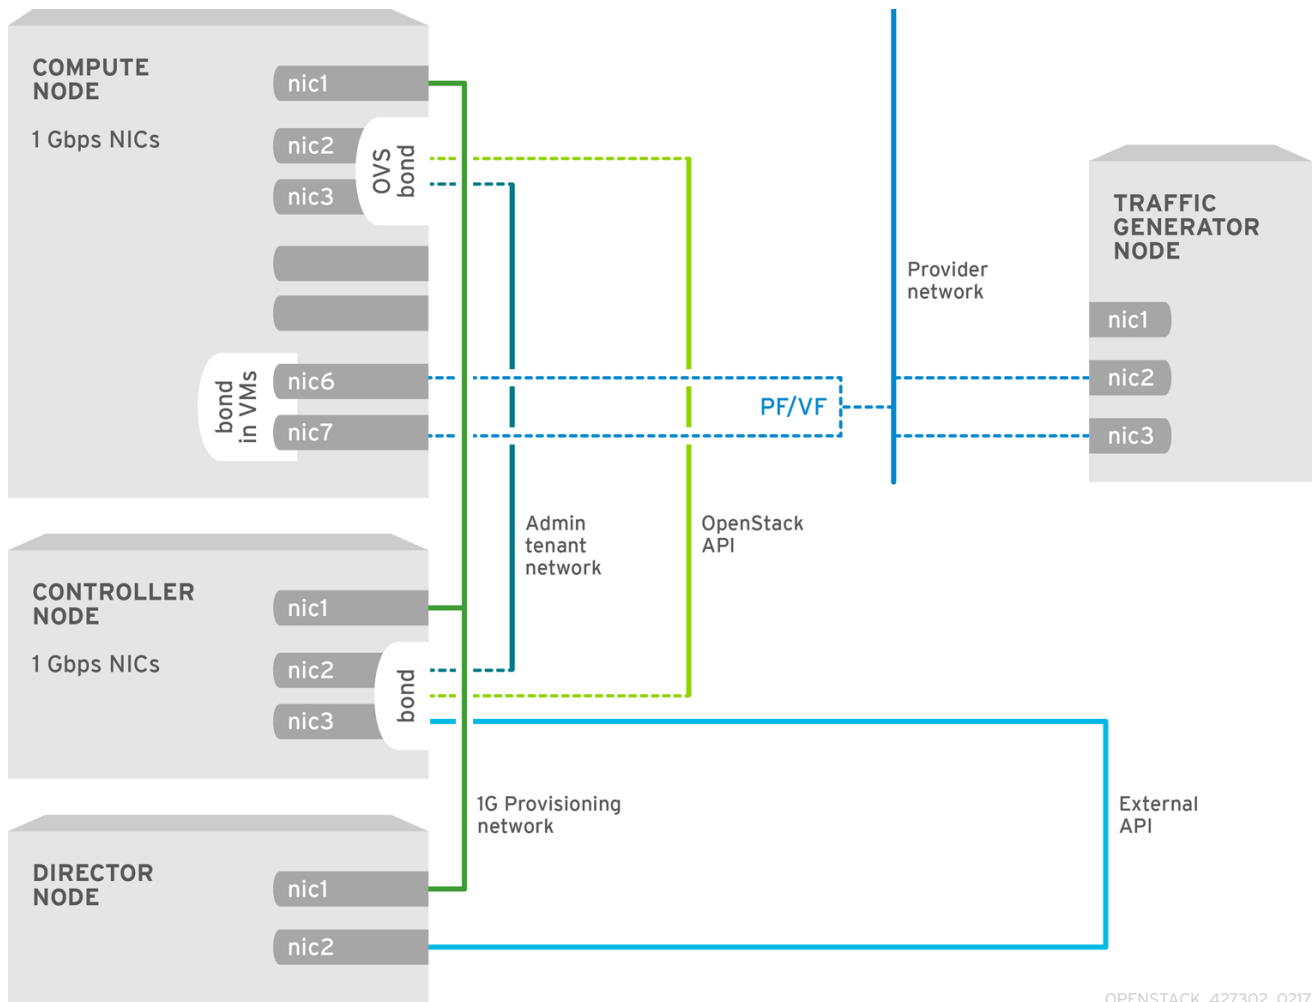 COMPUTE
NODE
1 Gbps NICs
nic1
nic2
nic3
OVS
bond
nic6
nic7
bond
in VMs
PF/VF
Provider
network
TRAFFIC
GENERATOR
NODE
nic1
nic2
nic3
Admin
tenant
network
OpenStack
API
CONTROLLER
NODE
1 Gbps NICs
nic1
nic2
nic3
bond
1G Provisioning
network
External
API
DIRECTOR
NODE
nic1
nic2
OPENSTACK_427302_0217